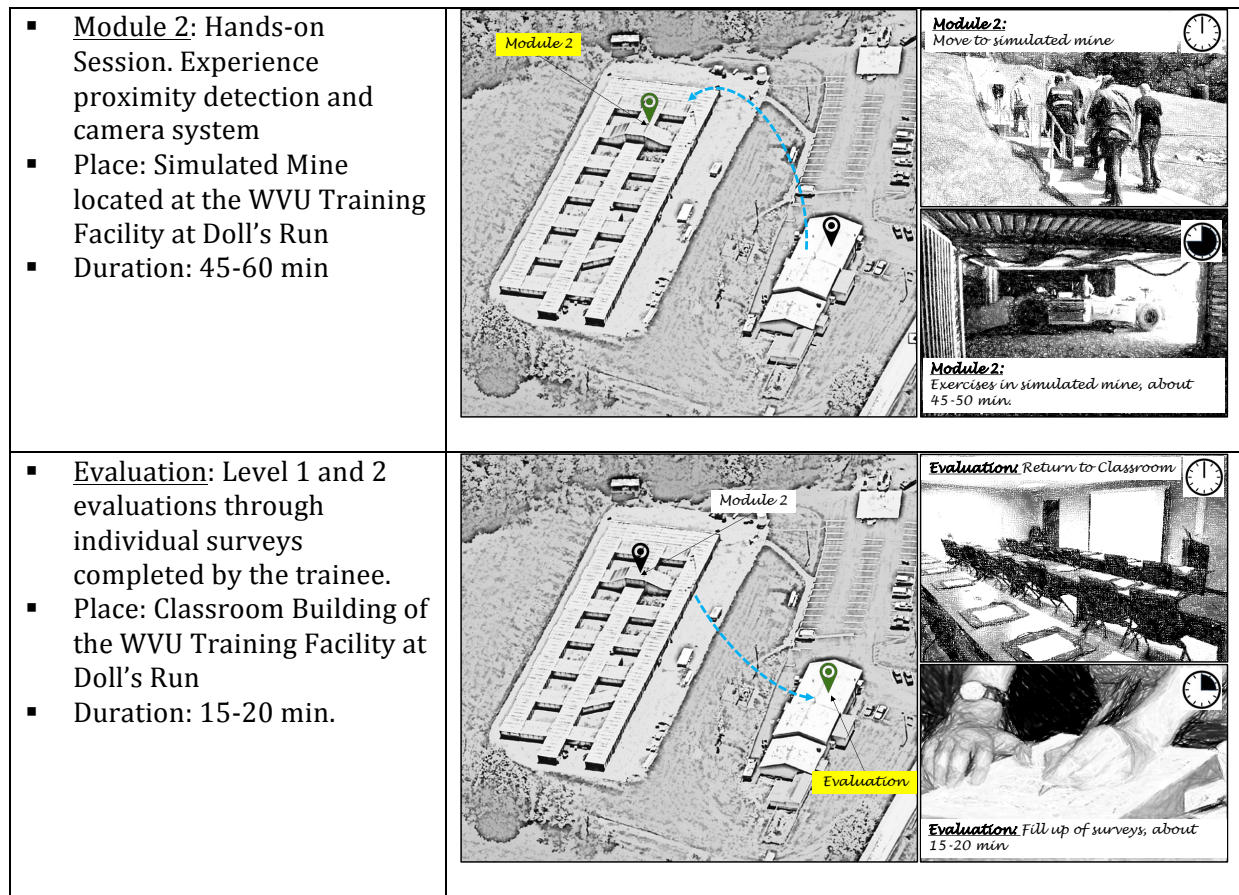 ▪ Module 2: Hands-on
Session. Experience
proximity detection and
camera system
▪ Place: Simulated Mine
located at the WVU Training
Facility at Doll's Run
▪ Duration: 45-60 min
Module 2
Module 2:
Move to simulated mine
Module 2:
Exercises in simulated mine, about
45-50 min.
▪ Evaluation: Level 1 and 2
evaluations through
individual surveys
completed by the trainee.
▪ Place: Classroom Building of
the WVU Training Facility at
Doll's Run
▪ Duration: 15-20 min.
Module 2
Evaluation
Evaluation: Return to Classroom
Evaluation: Fill up of surveys, about
15-20 min